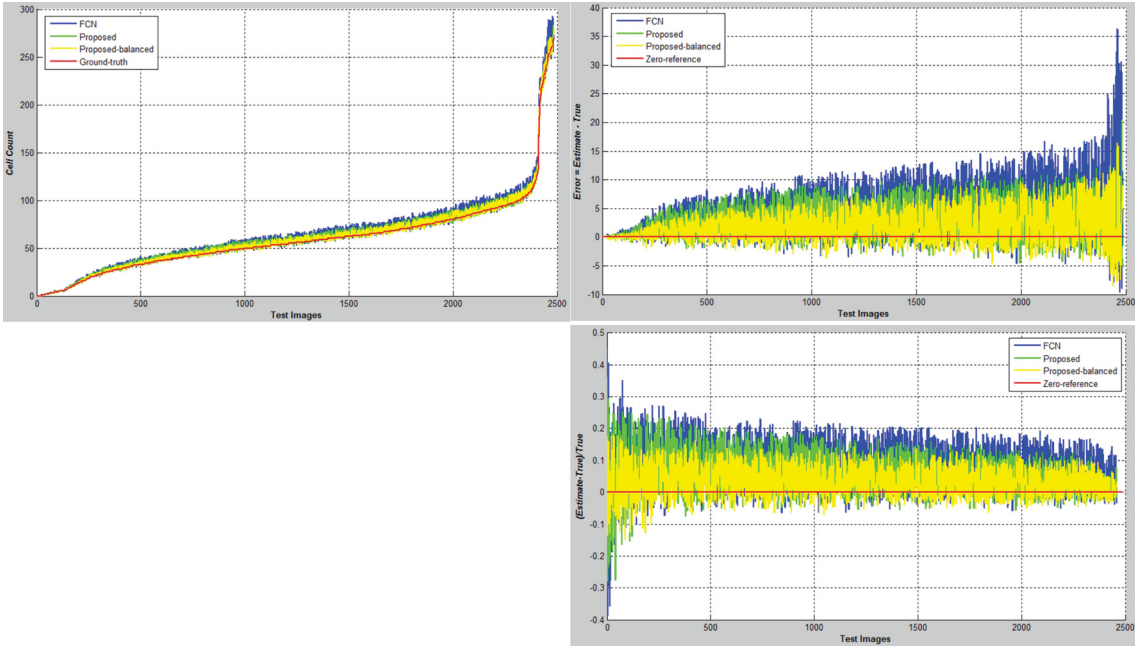 FCN
Proposed
Proposed-balanced
Ground-truth
300
250
200
150
100
50
0
Cell Count
0
500
1000
1500
2000
2500
Test Images
FCN
Proposed
Proposed-balanced
Zero-reference
40
35
30
25
20
15
10
5
0
-5
-10
Error = Estimate - True
0
500
1000
1500
2000
2500
Test Images
FCN
Proposed
Proposed-balanced
Zero-reference
0.5
0.4
0.3
0.2
0.1
0
-0.1
-0.2
-0.3
-0.4
(Estimate-True)/True
0
500
1000
1500
2000
2500
Test Images